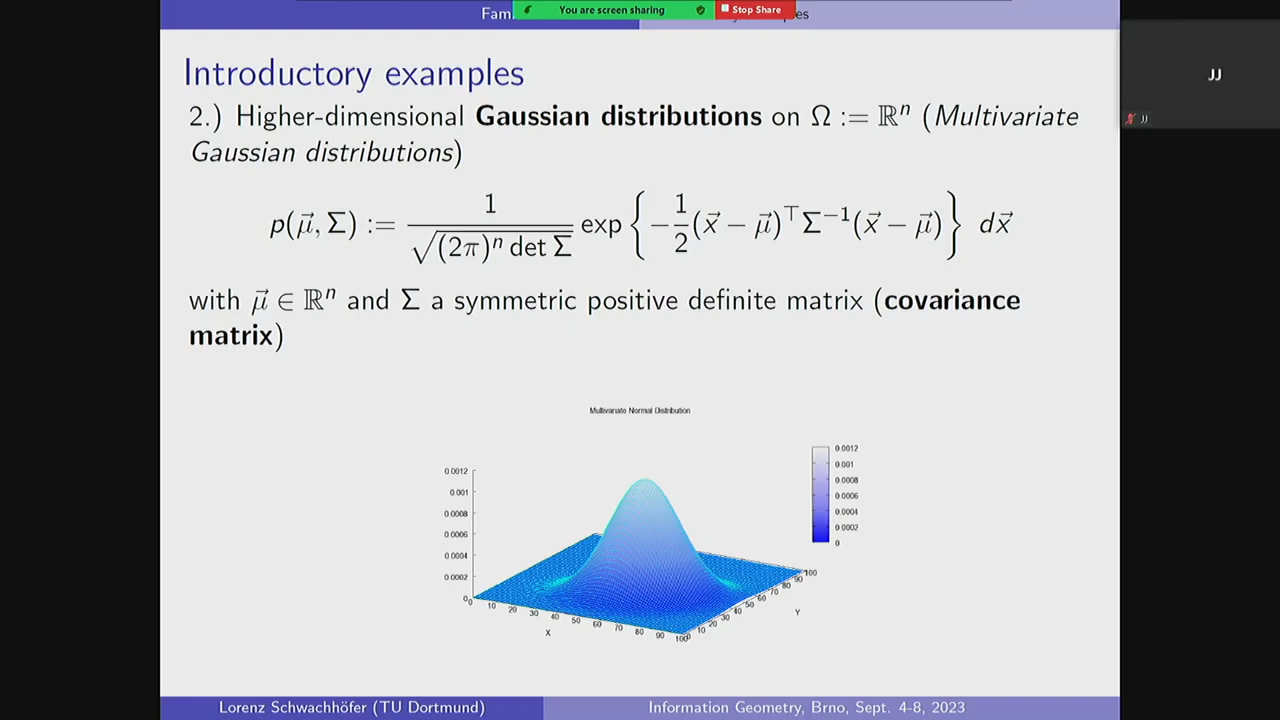 Fam
You are screen sharing
Stop Share
Introductory examples
2.) Higher-dimensional Gaussian distributions on Ω := ℝⁿ (Multivariate
Gaussian distributions)
p(μ⃗, Σ) := 1 / √((2π)ⁿ det Σ) exp { −1/2 (x⃗ − μ⃗)^⊤ Σ⁻¹ (x⃗ − μ⃗) } dx⃗
with μ⃗ ∈ ℝⁿ and Σ a symmetric positive definite matrix (covariance
matrix)
Multivariate Normal Distribution
0.0012
0.001
0.0008
0.0006
0.0004
0.0002
0
0 10 20 30 40 50 60 70 80 90 100
X
0 10 20 30 40 50 60 70 80 90 100
Y
0.0012
0.001
0.0008
0.0006
0.0004
0.0002
0
JJ
JJ
Lorenz Schwachhöfer (TU Dortmund)
Information Geometry, Brno, Sept. 4-8, 2023